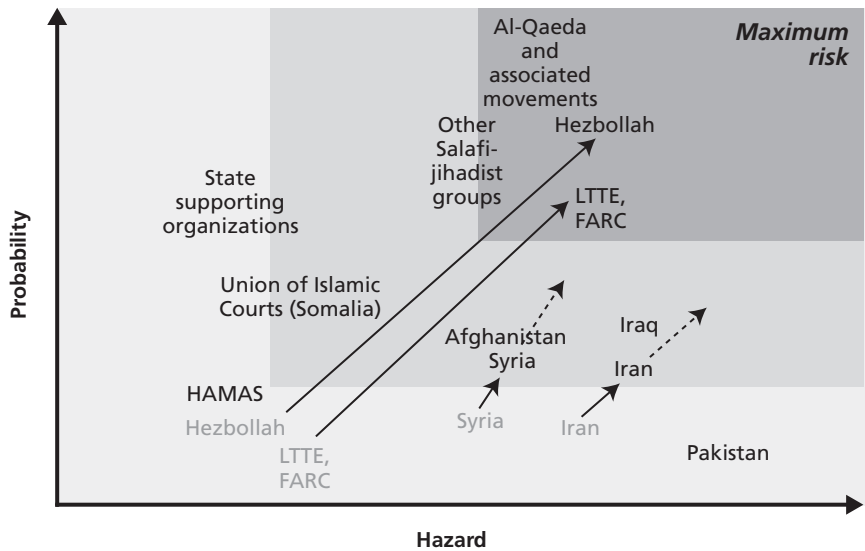 Al-Qaeda
and
associated
movements
Maximum
risk
Other
Salafi-
jihadist
groups
Hezbollah
State
supporting
organizations
LTTE,
FARC
Union of Islamic
Courts (Somalia)
Afghanistan
Syria
Iraq
Iran
HAMAS
Hezbollah
Syria
Iran
LTTE,
FARC
Pakistan
Probability
Hazard